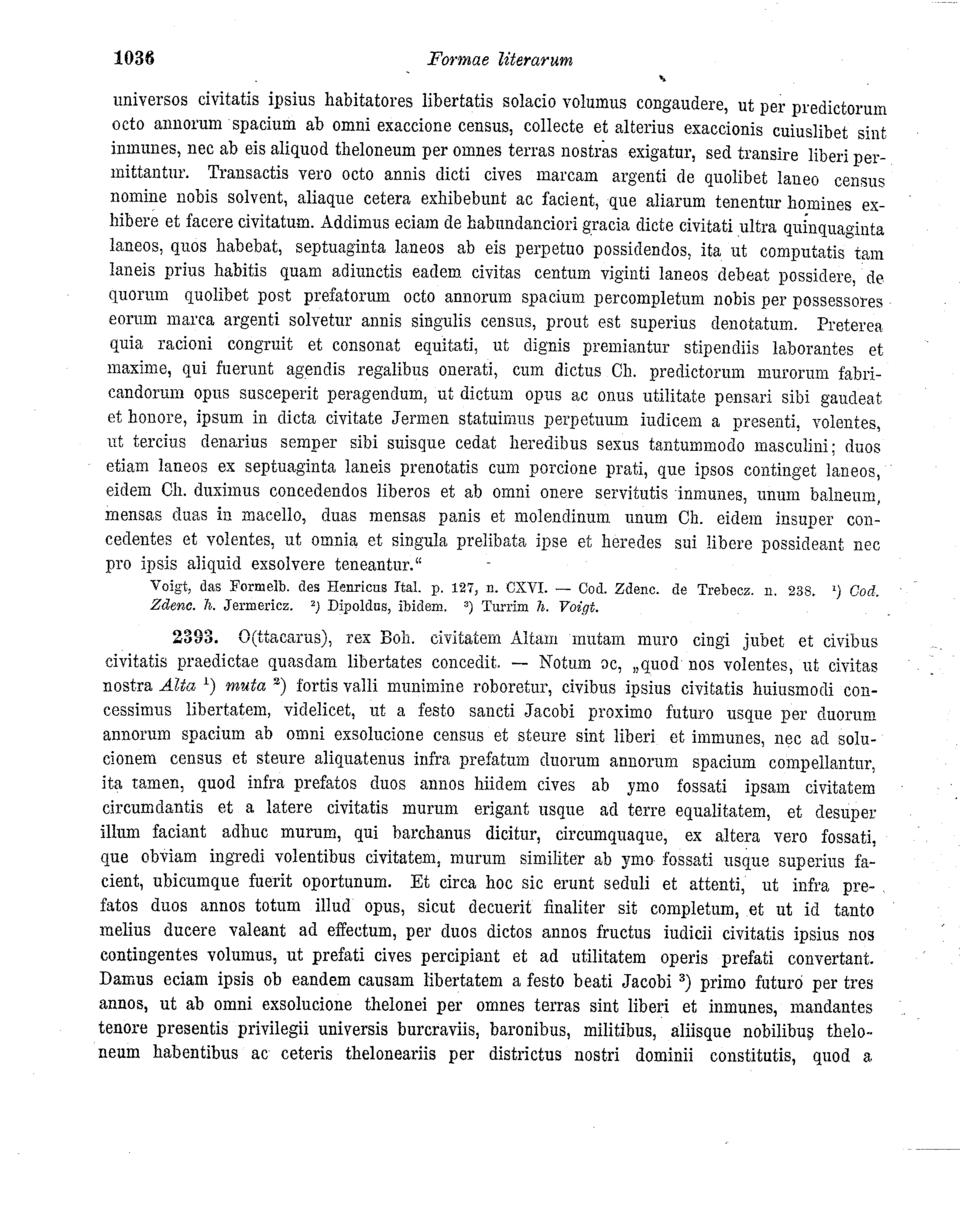 1036 Formae literarum
universos civitatis ipsius habitatores libertatis solacio volumus congaudere, ut per predictorum
octo annorum spacium ab omni exaccione census, collecte et alterius exaccionis cuiuslibet sint
inmunes, nec ab eis aliquod theloneum per omnes terras nostras exigatur, sed transire liberi per-
mittantur. Transactis vero octo annis dicti cives marcam argenti de quolibet laneo census
nomine nobis solvent, aliaque cetera exhibebunt ac facient, que aliarum tenentur homines ex-
hibere et facere civitatum. Addimus eciam de habundanciori gracia dicte civitati ultra quinquaginta
laneos, quos habebat, septuaginta laneos ab eis perpetuo possidendos, ita ut computatis tam
laneis prius habitis quam adiunctis eadem civitas centum viginti laneos debeat possidere, de
quorum quolibet post prefatorum octo annorum spacium percompletum nobis per possessores
eorum marca argenti solvetur annis singulis census, prout est superius denotatum. Preterea
quia racioni congruit et consonat equitati, ut dignis premiantur stipendiis laborantes et
maxime, qui fuerunt agendis regalibus onerati, cum dictus Ch. predictorum murorum fabri-
candorum opus susceperit peragendum, ut dictum opus ac onus utilitate pensari sibi gaudeat
et honore, ipsum in dicta civitate Jermen statuimus perpetuum iudicem a presenti, volentes,
ut tercius denarius semper sibi suisque cedat heredibus sexus tantummodo masculini; duos
etiam laneos ex septuaginta laneis prenotatis cum porcione prati, que ipsos continget laneos,
eidem Ch. duximus concedendos liberos et ab omni onere servitutis inmunes, unum balneum,
mensas duas in macello, duas mensas panis et molendinum unum Ch. eidem insuper con-
cedentes et volentes, ut omnia et singula prelibata ipse et heredes sui libere possideant nec
pro ipsis aliquid exsolvere teneantur.“
Voigt, das Formelb. des Henricus Ital. p. 127, n. CXVI. — Cod. Zdenc. de Trebecz. n. 238. ¹) Cod.
Zdenc. h. Jermericz. ²) Dipoldus, ibidem. ³) Turrim h. Voigt.
2393. O(ttacarus), rex Boh. civitatem Altam mutam muro cingi jubet et civibus
civitatis praedictae quasdam libertates concedit. — Notum ɔc, „quod nos volentes, ut civitas
nostra Alta ¹) muta ²) fortis valli munimine roboretur, civibus ipsius civitatis huiusmodi con-
cessimus libertatem, videlicet, ut a festo sancti Jacobi proximo futuro usque per duorum
annorum spacium ab omni exsolucione census et steure sint liberi et immunes, nec ad solu-
cionem census et steure aliquatenus infra prefatum duorum annorum spacium compellantur,
ita tamen, quod infra prefatos duos annos hiidem cives ab ymo fossati ipsam civitatem
circumdantis et a latere civitatis murum erigant usque ad terre equalitatem, et desuper
illum faciant adhuc murum, qui barchanus dicitur, circumquaque, ex altera vero fossati,
que obviam ingredi volentibus civitatem, murum similiter ab ymo fossati usque superius fa-
cient, ubicumque fuerit oportunum. Et circa hoc sic erunt seduli et attenti, ut infra pre-
fatos duos annos totum illud opus, sicut decuerit finaliter sit completum, et ut id tanto
melius ducere valeant ad effectum, per duos dictos annos fructus iudicii civitatis ipsius nos
contingentes volumus, ut prefati cives percipiant et ad utilitatem operis prefati convertant.
Damus eciam ipsis ob eandem causam libertatem a festo beati Jacobi ³) primo futuro per tres
annos, ut ab omni exsolucione thelonei per omnes terras sint liberi et inmunes, mandantes
tenore presentis privilegii universis burcraviis, baronibus, militibus, aliisque nobilibus thelo-
neum habentibus ac ceteris theloneariis per districtus nostri dominii constitutis, quod a